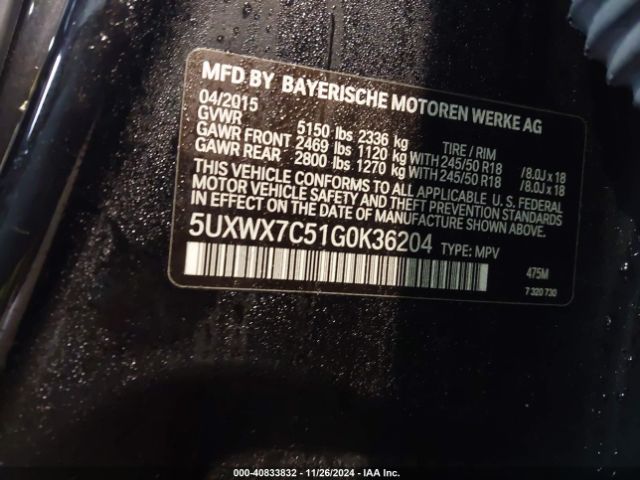 MFD BY BAYERISCHE MOTOREN WERKE AG
04/2015
GVWR 5150 lbs 2336 kg TIRE / RIM
GAWR FRONT 2469 lbs 1120 kg WITH 245/50 R18 /8.0J x 18
GAWR REAR 2800 lbs 1270 kg WITH 245/50 R18 /8.0J x 18
THIS VEHICLE CONFORMS TO ALL APPLICABLE U. S. FEDERAL
MOTOR VEHICLE SAFETY AND THEFT PREVENTION STANDARDS
IN EFFECT ON THE DATE OF MANUFACTURE SHOWN ABOVE.
5UXWX7C51G0K36204 TYPE: MPV
475M
7 320 730
000-40833832 - 11/26/2024 - IAA Inc.